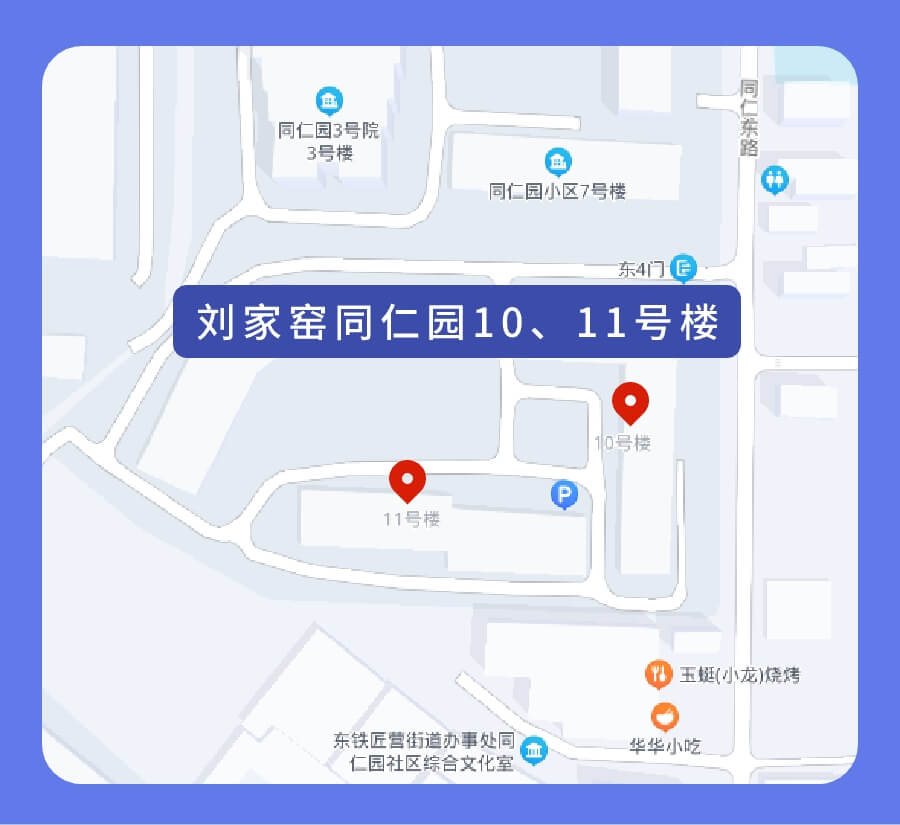 同仁东路
同仁园3号院
3号楼
同仁园小区7号楼
东4门
刘家窑同仁园10、11号楼
10号楼
P
11号楼
玉蜓(小龙)烧烤
华华小吃
东铁匠营街道办事处同
仁园社区综合文化室